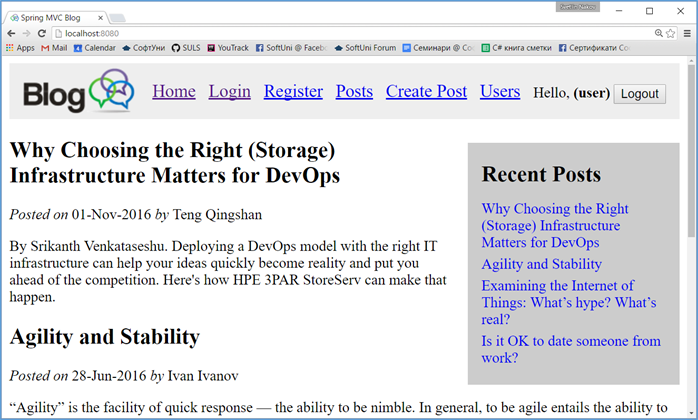 Spring MVC Blog
localhost:8080
Apps Gmail Calendar СофтУни SULS YouTrack SoftUni @ Facebo SoftUni Forum Семинари @ Со C# книга сметки Сертификати Со
Blog Home Login Register Posts Create Post Users Hello, (user) Logout
Why Choosing the Right (Storage)
Infrastructure Matters for DevOps
Posted on 01-Nov-2016 by Teng Qingshan
By Srikanth Venkataseshu. Deploying a DevOps model with the right IT
infrastructure can help your ideas quickly become reality and put you
ahead of the competition. Here's how HPE 3PAR StoreServ can make that
happen.
Agility and Stability
Posted on 28-Jun-2016 by Ivan Ivanov
“Agility” is the facility of quick response — the ability to be nimble. In general, to be agile entails the ability to
Recent Posts
Why Choosing the Right
(Storage) Infrastructure
Matters for DevOps
Agility and Stability
Examining the Internet of
Things: What’s hype? What’s
real?
Is it OK to date someone from
work?